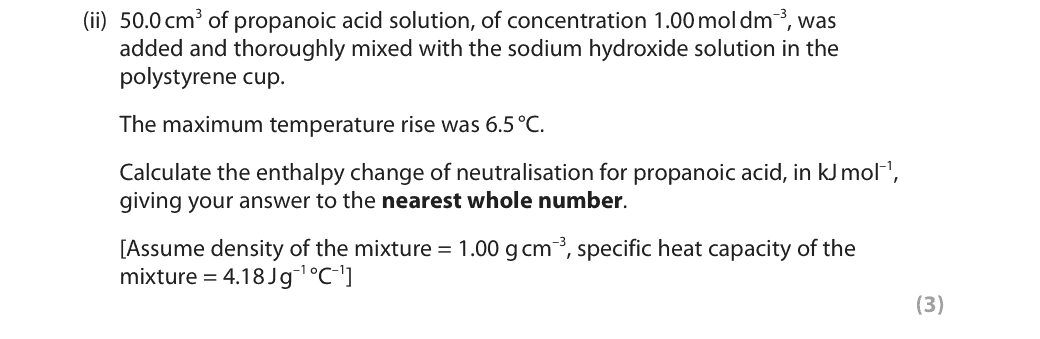 (ii) 50.0 cm³ of propanoic acid solution, of concentration 1.00 mol dm⁻³, was
added and thoroughly mixed with the sodium hydroxide solution in the
polystyrene cup.
The maximum temperature rise was 6.5 °C.
Calculate the enthalpy change of neutralisation for propanoic acid, in kJ mol⁻¹,
giving your answer to the nearest whole number.
[Assume density of the mixture = 1.00 g cm⁻³, specific heat capacity of the
mixture = 4.18 J g⁻¹ °C⁻¹]
(3)